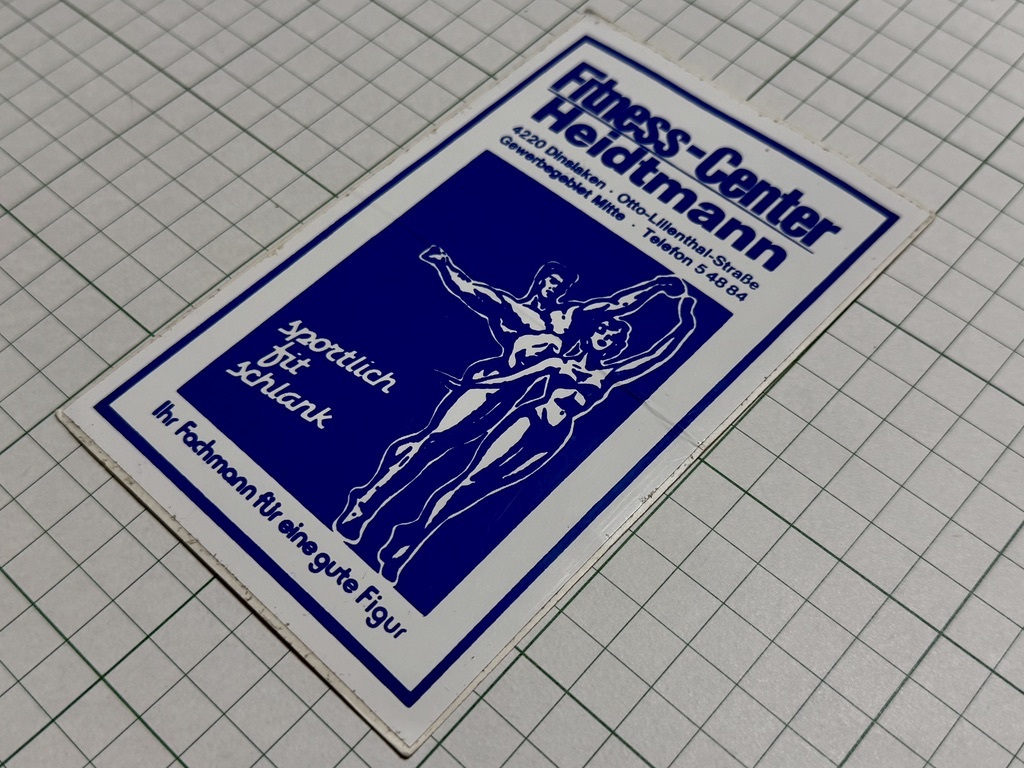 Fitness-Center
Heidtmann
4220 Dinslaken · Otto-Lilienthal-Straße
Gewerbegebiet Mitte · Telefon 5 48 84
sportlich
fit
schlank
Ihr Fachmann für eine gute Figur